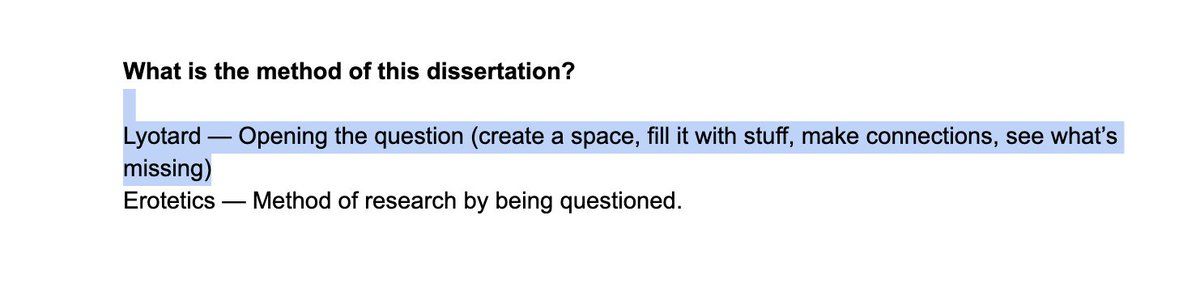 What is the method of this dissertation?
Lyotard — Opening the question (create a space, fill it with stuff, make connections, see what’s
missing)
Erotetics — Method of research by being questioned.